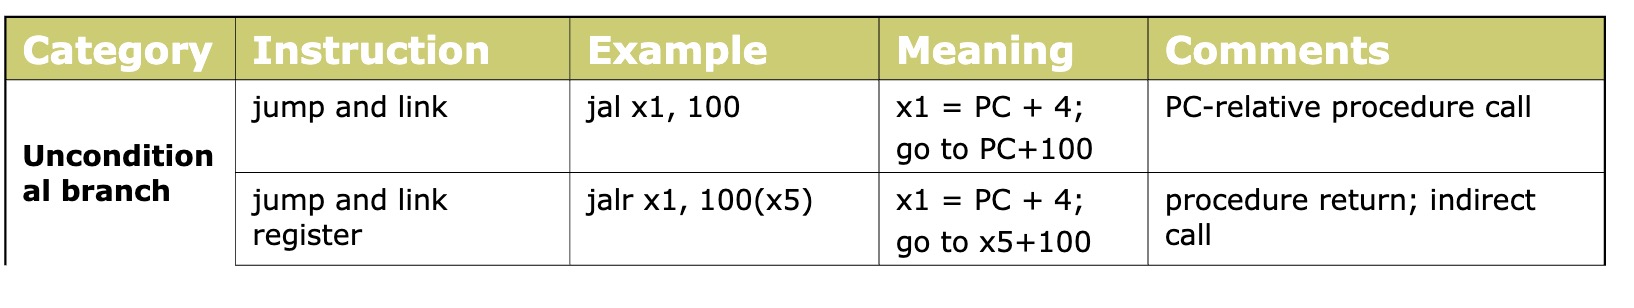 Category Instruction Example Meaning Comments
Uncondition
al branch
jump and link jal x1, 100 x1 = PC + 4; PC-relative procedure call
go to PC+100
jump and link jalr x1, 100(x5) x1 = PC + 4; procedure return; indirect
register go to x5+100 call